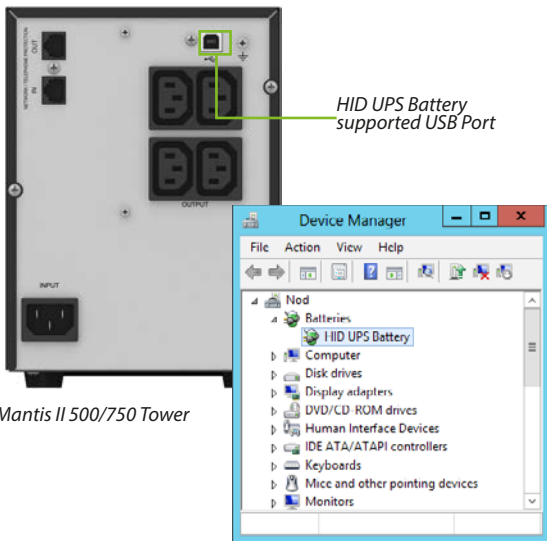 NETWORK / TELEPHONE PROTECTION
OUT
IN
HID UPS Battery
supported USB Port
OUTPUT
INPUT
Mantis II 500/750 Tower
Device Manager
File Action View Help
Nod
Batteries
HID UPS Battery
Computer
Disk drives
Display adapters
DVD/CD-ROM drives
Human Interface Devices
IDE ATA/ATAPI controllers
Keyboards
Mice and other pointing devices
Monitors